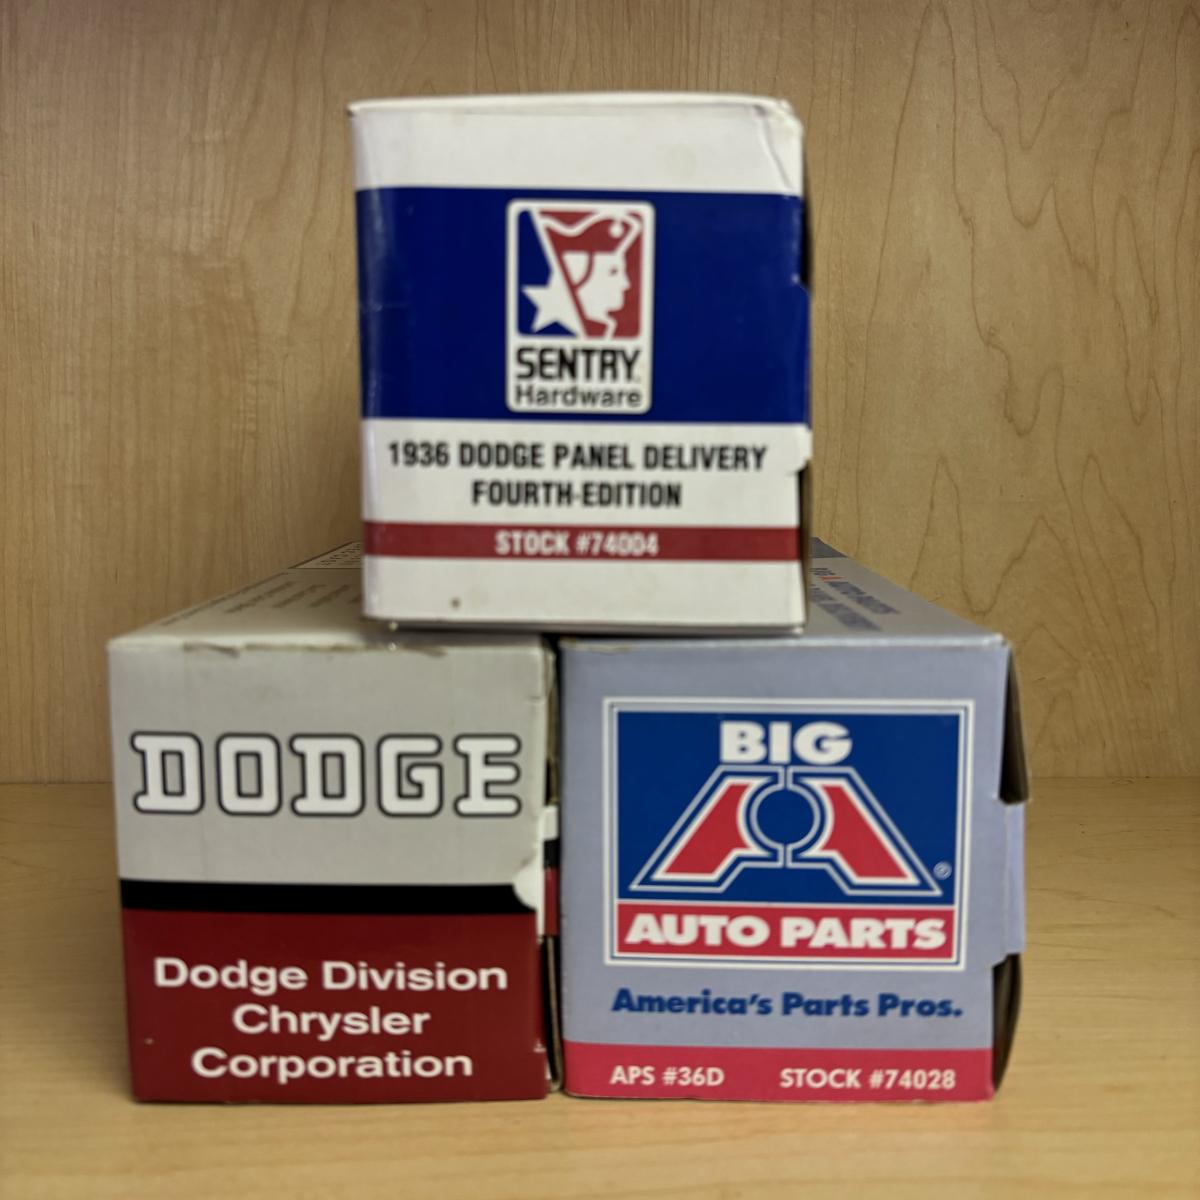 SENTRY
Hardware
1936 DODGE PANEL DELIVERY
FOURTH-EDITION
STOCK #74004
DODGE
Dodge Division
Chrysler
Corporation
BIG
A
®
AUTO PARTS
America's Parts Pros.
APS #36D STOCK #74028